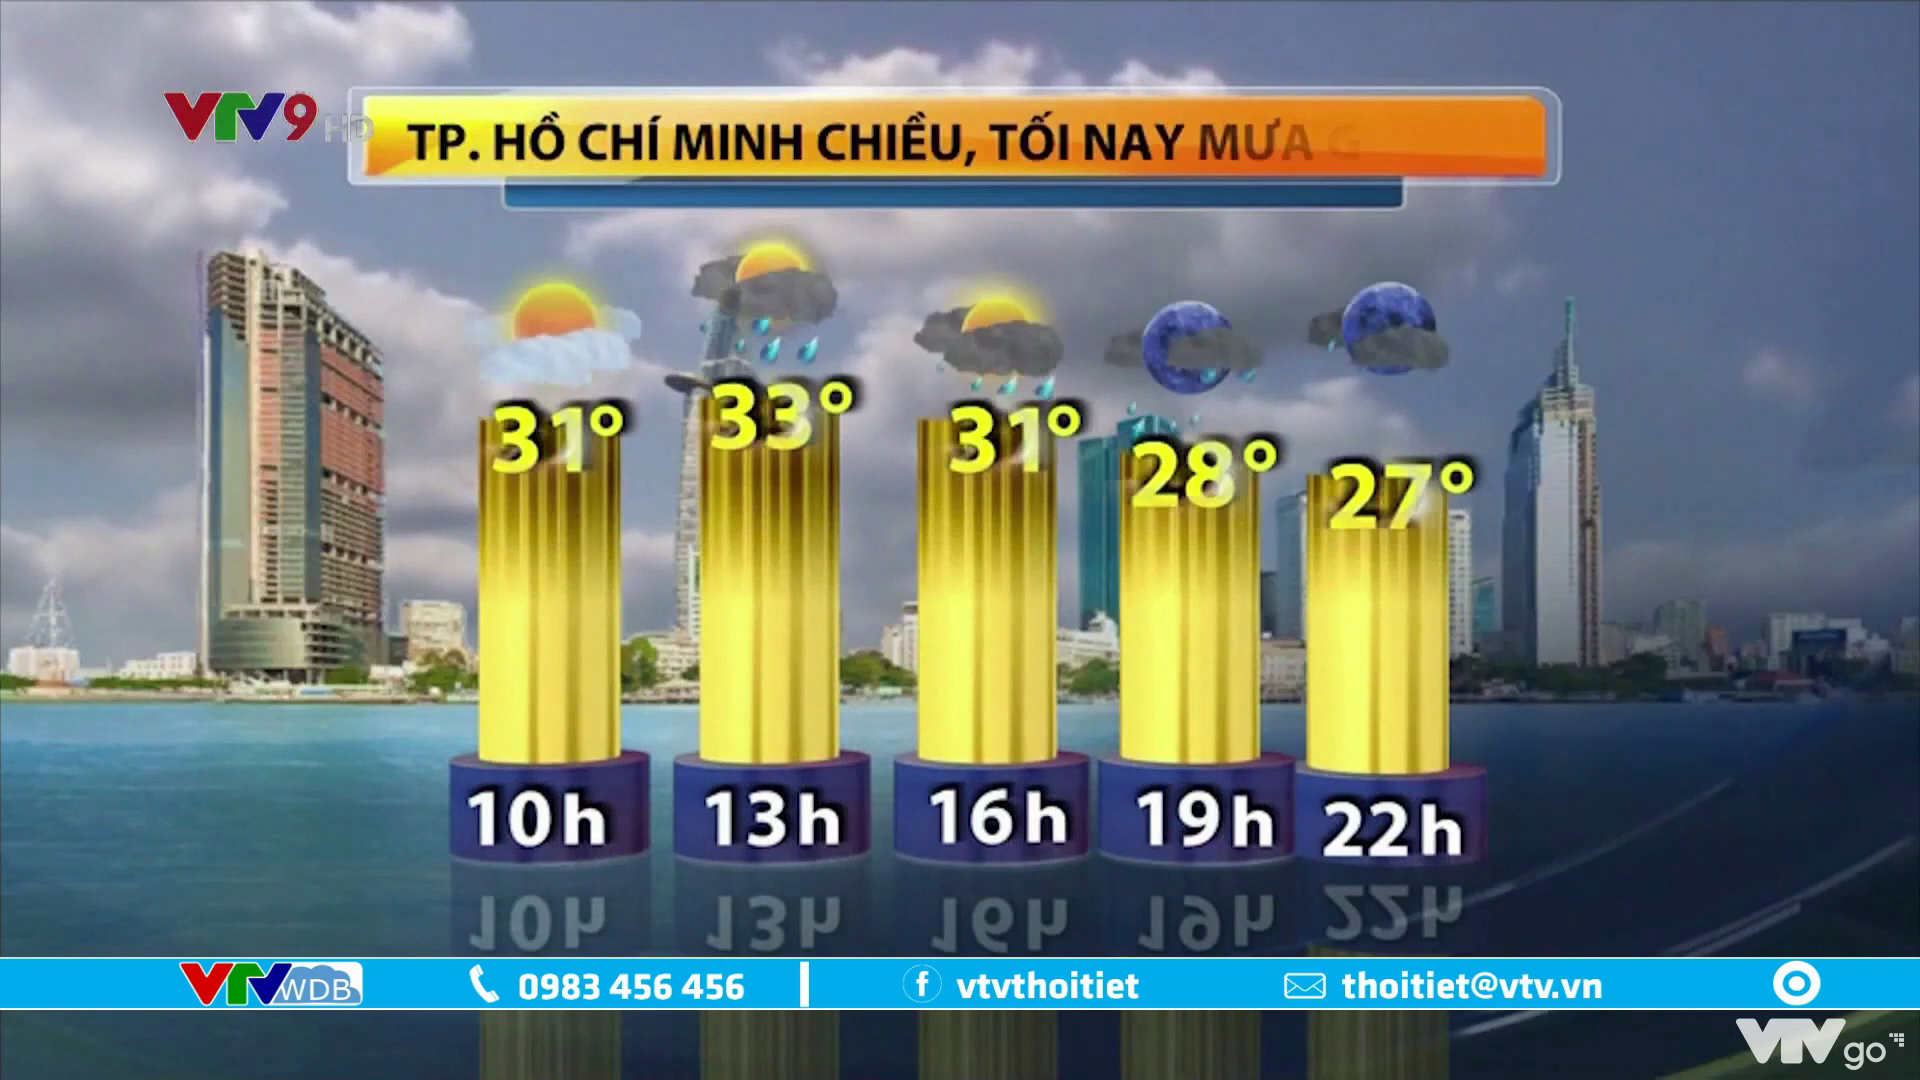 VTV9 HD
TP. HỒ CHÍ MINH CHIỀU, TỐI NAY MƯA G
31° 33° 31° 28° 27°
10h 13h 16h 19h 22h
VTV WDB 0983 456 456 vtvthoitiet thoitiet@vtv.vn
VTV go